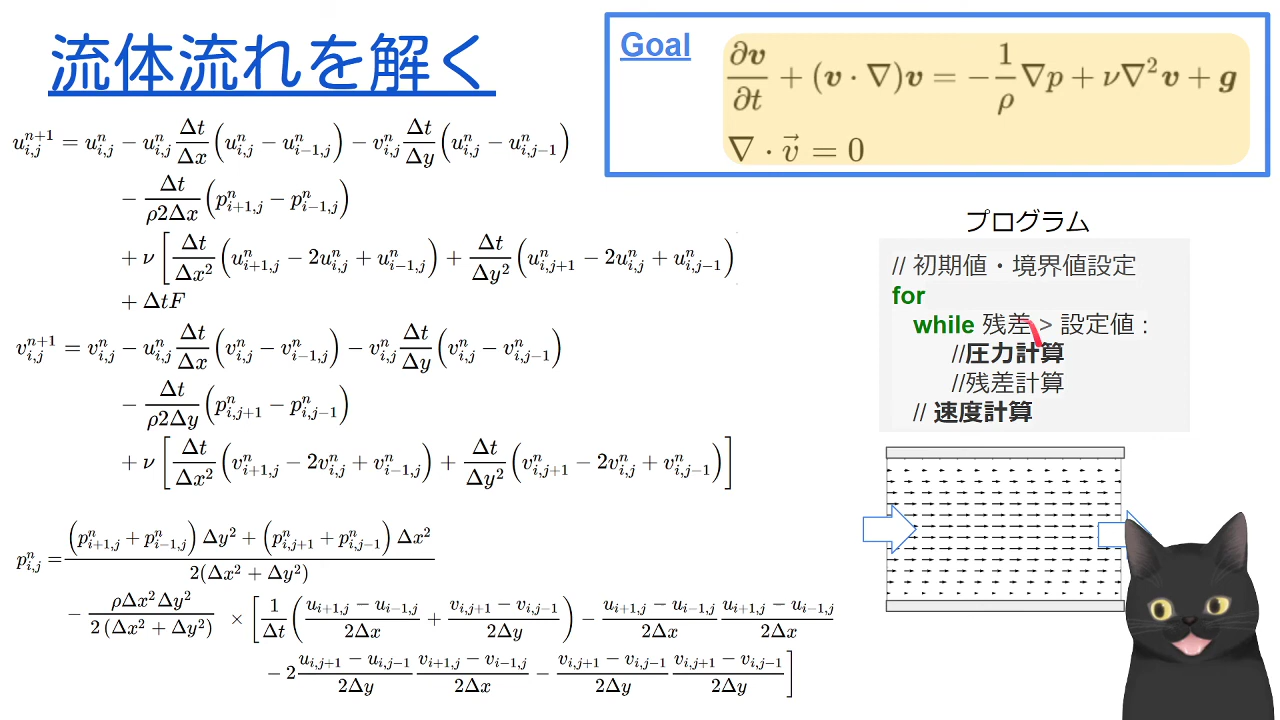 流体流れを解く
Goal
∂v/∂t + (v · ∇)v = −1/ρ ∇p + ν∇²v + g
∇ · v⃗ = 0
u^{n+1}_{i,j} = u^n_{i,j} − u^n_{i,j} Δt/Δx (u^n_{i,j} − u^n_{i−1,j}) − v^n_{i,j} Δt/Δy (u^n_{i,j} − u^n_{i,j−1})
− Δt/ρ2Δx (p^n_{i+1,j} − p^n_{i−1,j})
+ ν [Δt/Δx² (u^n_{i+1,j} − 2u^n_{i,j} + u^n_{i−1,j}) + Δt/Δy² (u^n_{i,j+1} − 2u^n_{i,j} + u^n_{i,j−1})
+ ΔtF
v^{n+1}_{i,j} = v^n_{i,j} − u^n_{i,j} Δt/Δx (v^n_{i,j} − v^n_{i−1,j}) − v^n_{i,j} Δt/Δy (v^n_{i,j} − v^n_{i,j−1})
− Δt/ρ2Δy (p^n_{i,j+1} − p^n_{i,j−1})
+ ν [Δt/Δx² (v^n_{i+1,j} − 2v^n_{i,j} + v^n_{i−1,j}) + Δt/Δy² (v^n_{i,j+1} − 2v^n_{i,j} + v^n_{i,j−1})]
p^n_{i,j} = ((p^n_{i+1,j} + p^n_{i−1,j}) Δy² + (p^n_{i,j+1} + p^n_{i,j−1}) Δx²) / 2(Δx² + Δy²)
− ρΔx²Δy² / 2(Δx² + Δy²) × [1/Δt ((u_{i+1,j} − u_{i−1,j})/2Δx + (v_{i,j+1} − v_{i,j−1})/2Δy) − (u_{i+1,j} − u_{i−1,j})/2Δx (u_{i+1,j} − u_{i−1,j})/2Δx
− 2 (u_{i,j+1} − u_{i,j−1})/2Δy (v_{i+1,j} − v_{i−1,j})/2Δx − (v_{i,j+1} − v_{i,j−1})/2Δy (v_{i,j+1} − v_{i,j−1})/2Δy]
プログラム
// 初期値・境界値設定
for
while 残差 > 設定値 :
//圧力計算
//残差計算
// 速度計算